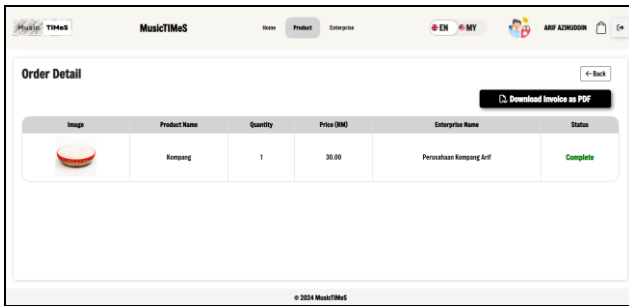 Music TIMeS MusicTIMeS Home Product Enterprise EN MY ARIF AZINUDDIN
Order Detail
Back
Download Invoice as PDF
Image Product Name Quantity Price (RM) Enterprise Name Status
Kompang 1 30.00 Perusahaan Kompang Arif Complete
© 2024 MusicTIMeS